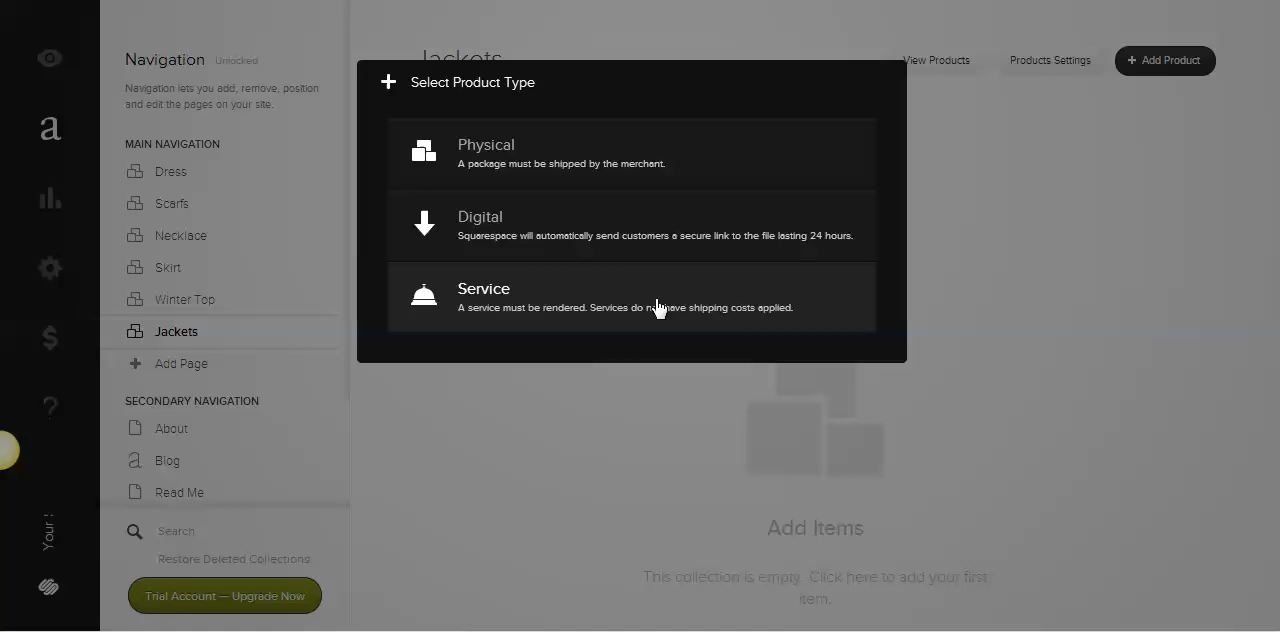 Navigation Unlocked
Navigation lets you add, remove, position
and edit the pages on your site.
MAIN NAVIGATION
Dress
Scarfs
Necklace
Skirt
Winter Top
Jackets
Add Page
SECONDARY NAVIGATION
About
Blog
Read Me
Search
Restore Deleted Collections
Trial Account — Upgrade Now
a
?
Your
Jackets
View Products
Products Settings
+ Add Product
Select Product Type
Physical
A package must be shipped by the merchant.
Digital
Squarespace will automatically send customers a secure link to the file lasting 24 hours.
Service
A service must be rendered. Services do not have shipping costs applied.
Add Items
This collection is empty. Click here to add your first
item.